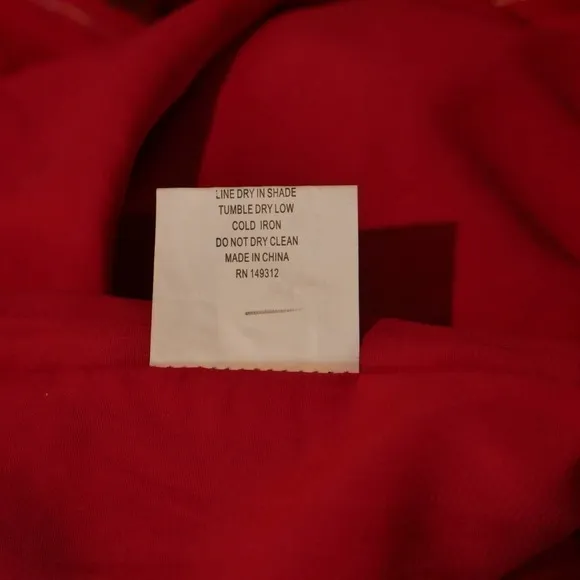 LINE DRY IN SHADE
TUMBLE DRY LOW
COLD IRON
DO NOT DRY CLEAN
MADE IN CHINA
RN 149312